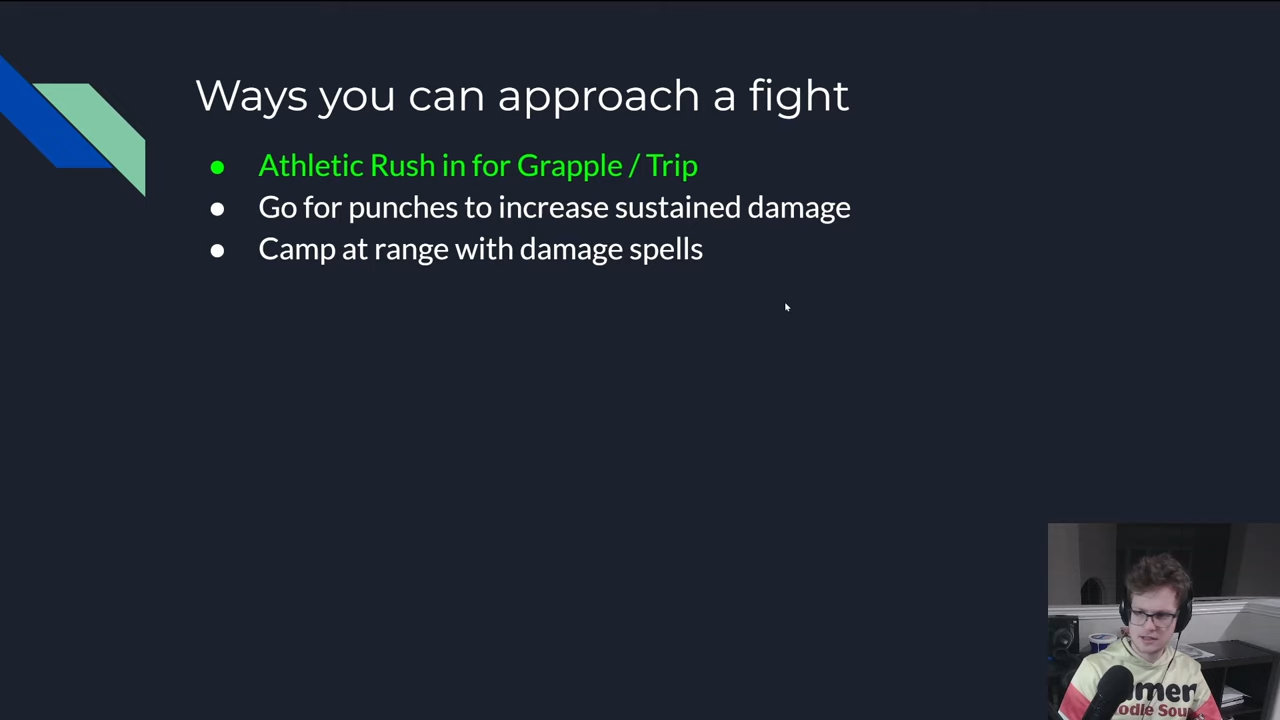 Ways you can approach a fight
● Athletic Rush in for Grapple / Trip
● Go for punches to increase sustained damage
● Camp at range with damage spells